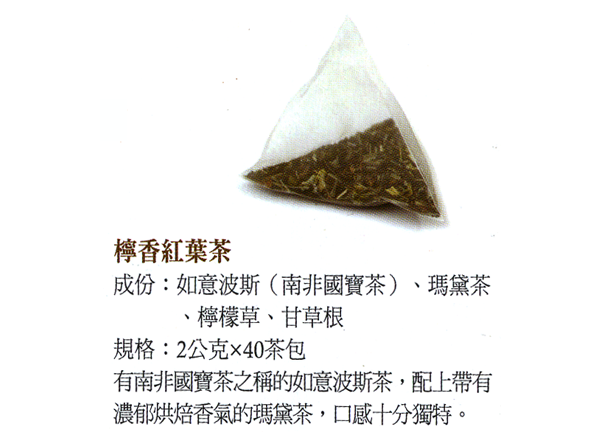 檸香紅葉茶
成份：如意波斯（南非國寶茶）、瑪黛茶
、檸檬草、甘草根
規格：2公克×40茶包
有南非國寶茶之稱的如意波斯茶，配上帶有
濃郁烘焙香氣的瑪黛茶，口感十分獨特。